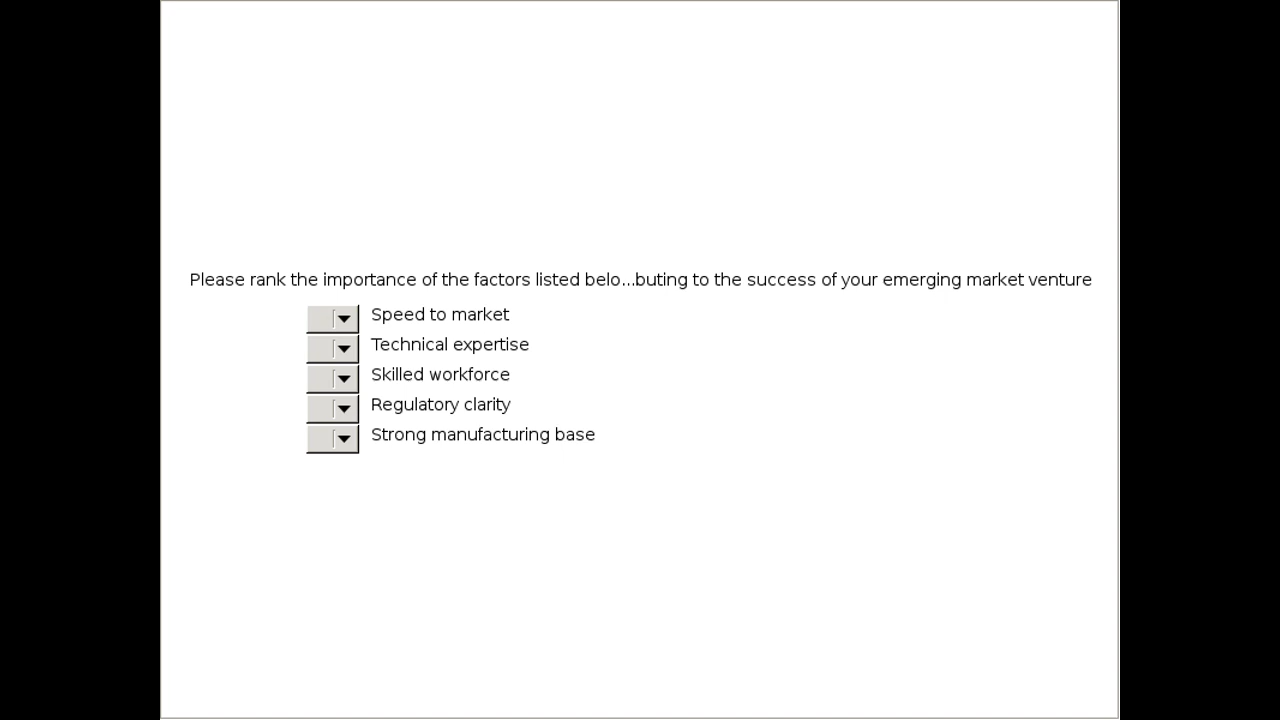 Please rank the importance of the factors listed belo...buting to the success of your emerging market venture
Speed to market
Technical expertise
Skilled workforce
Regulatory clarity
Strong manufacturing base